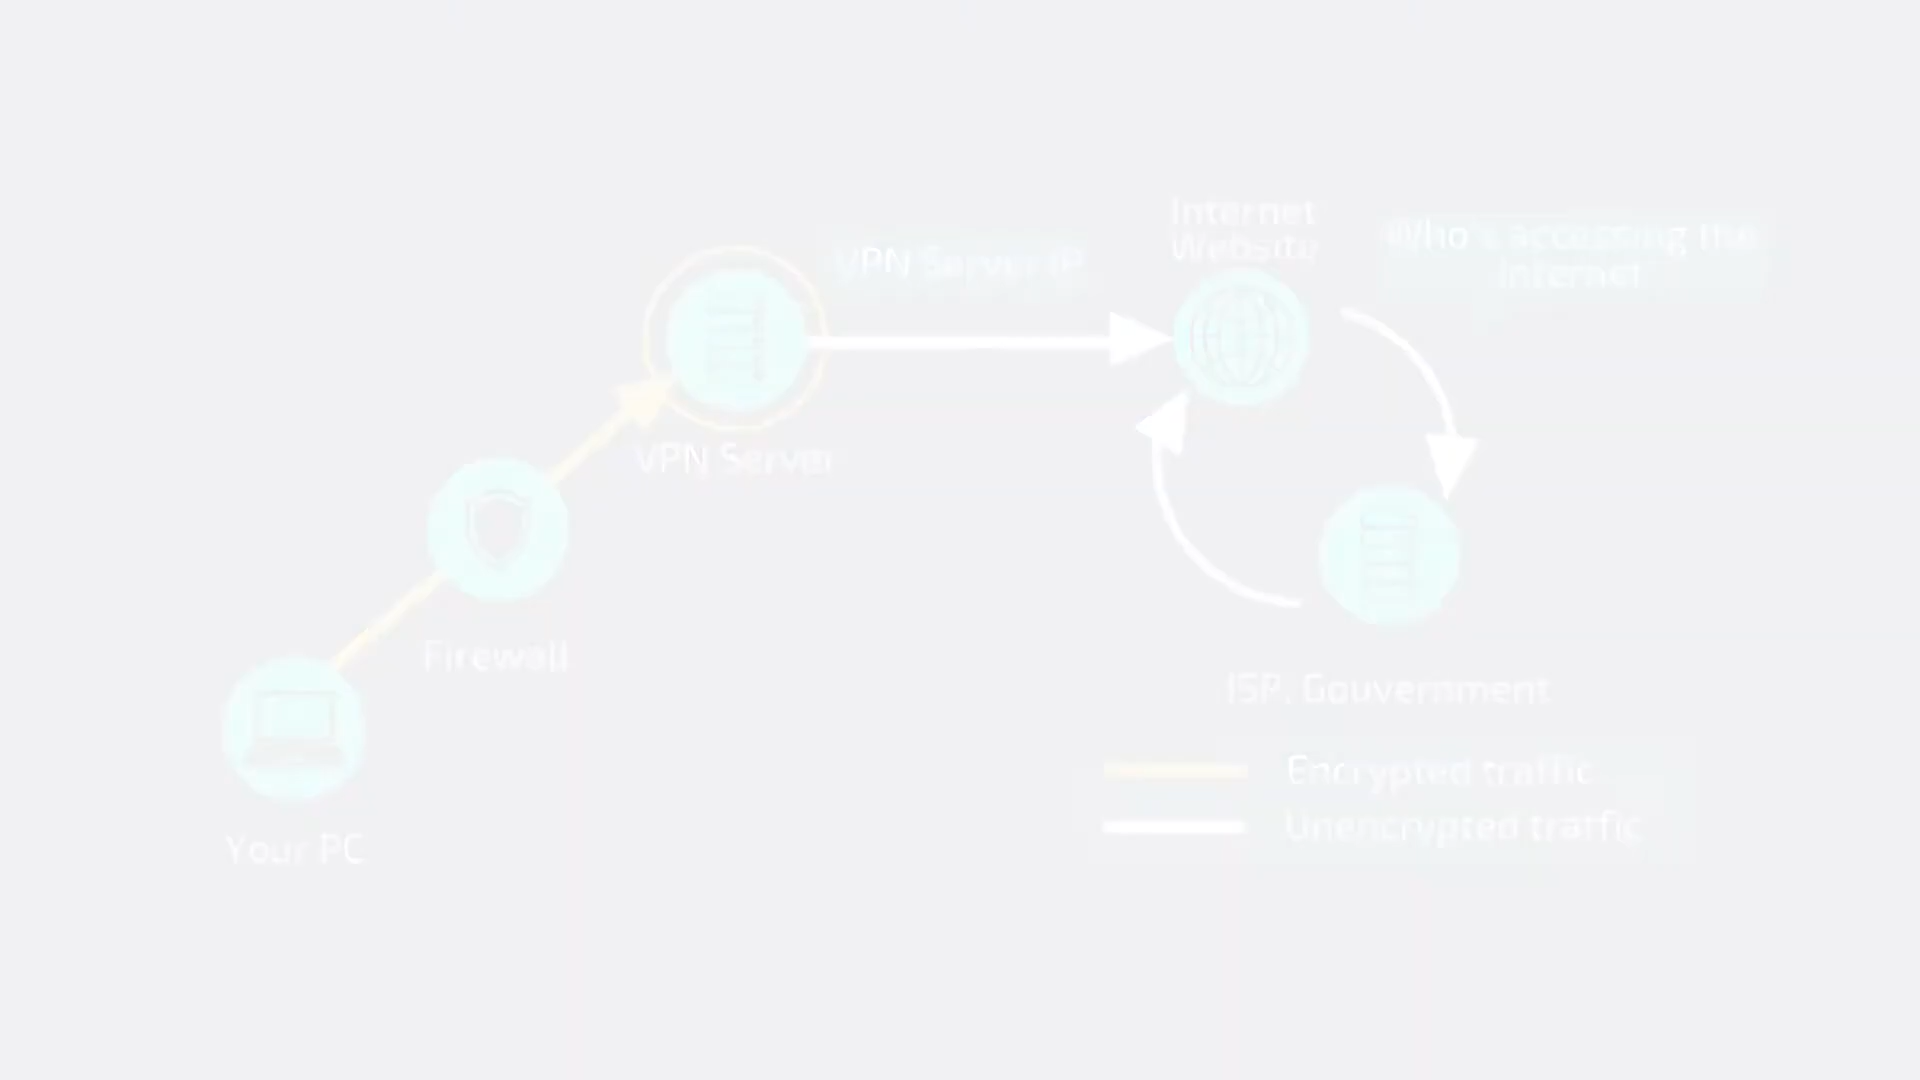 Internet
Website
Who's accessing the
internet
VPN Server IP
VPN Server
Firewall
ISP, Gouvernment
Encrypted traffic
Unencrypted traffic
Your PC